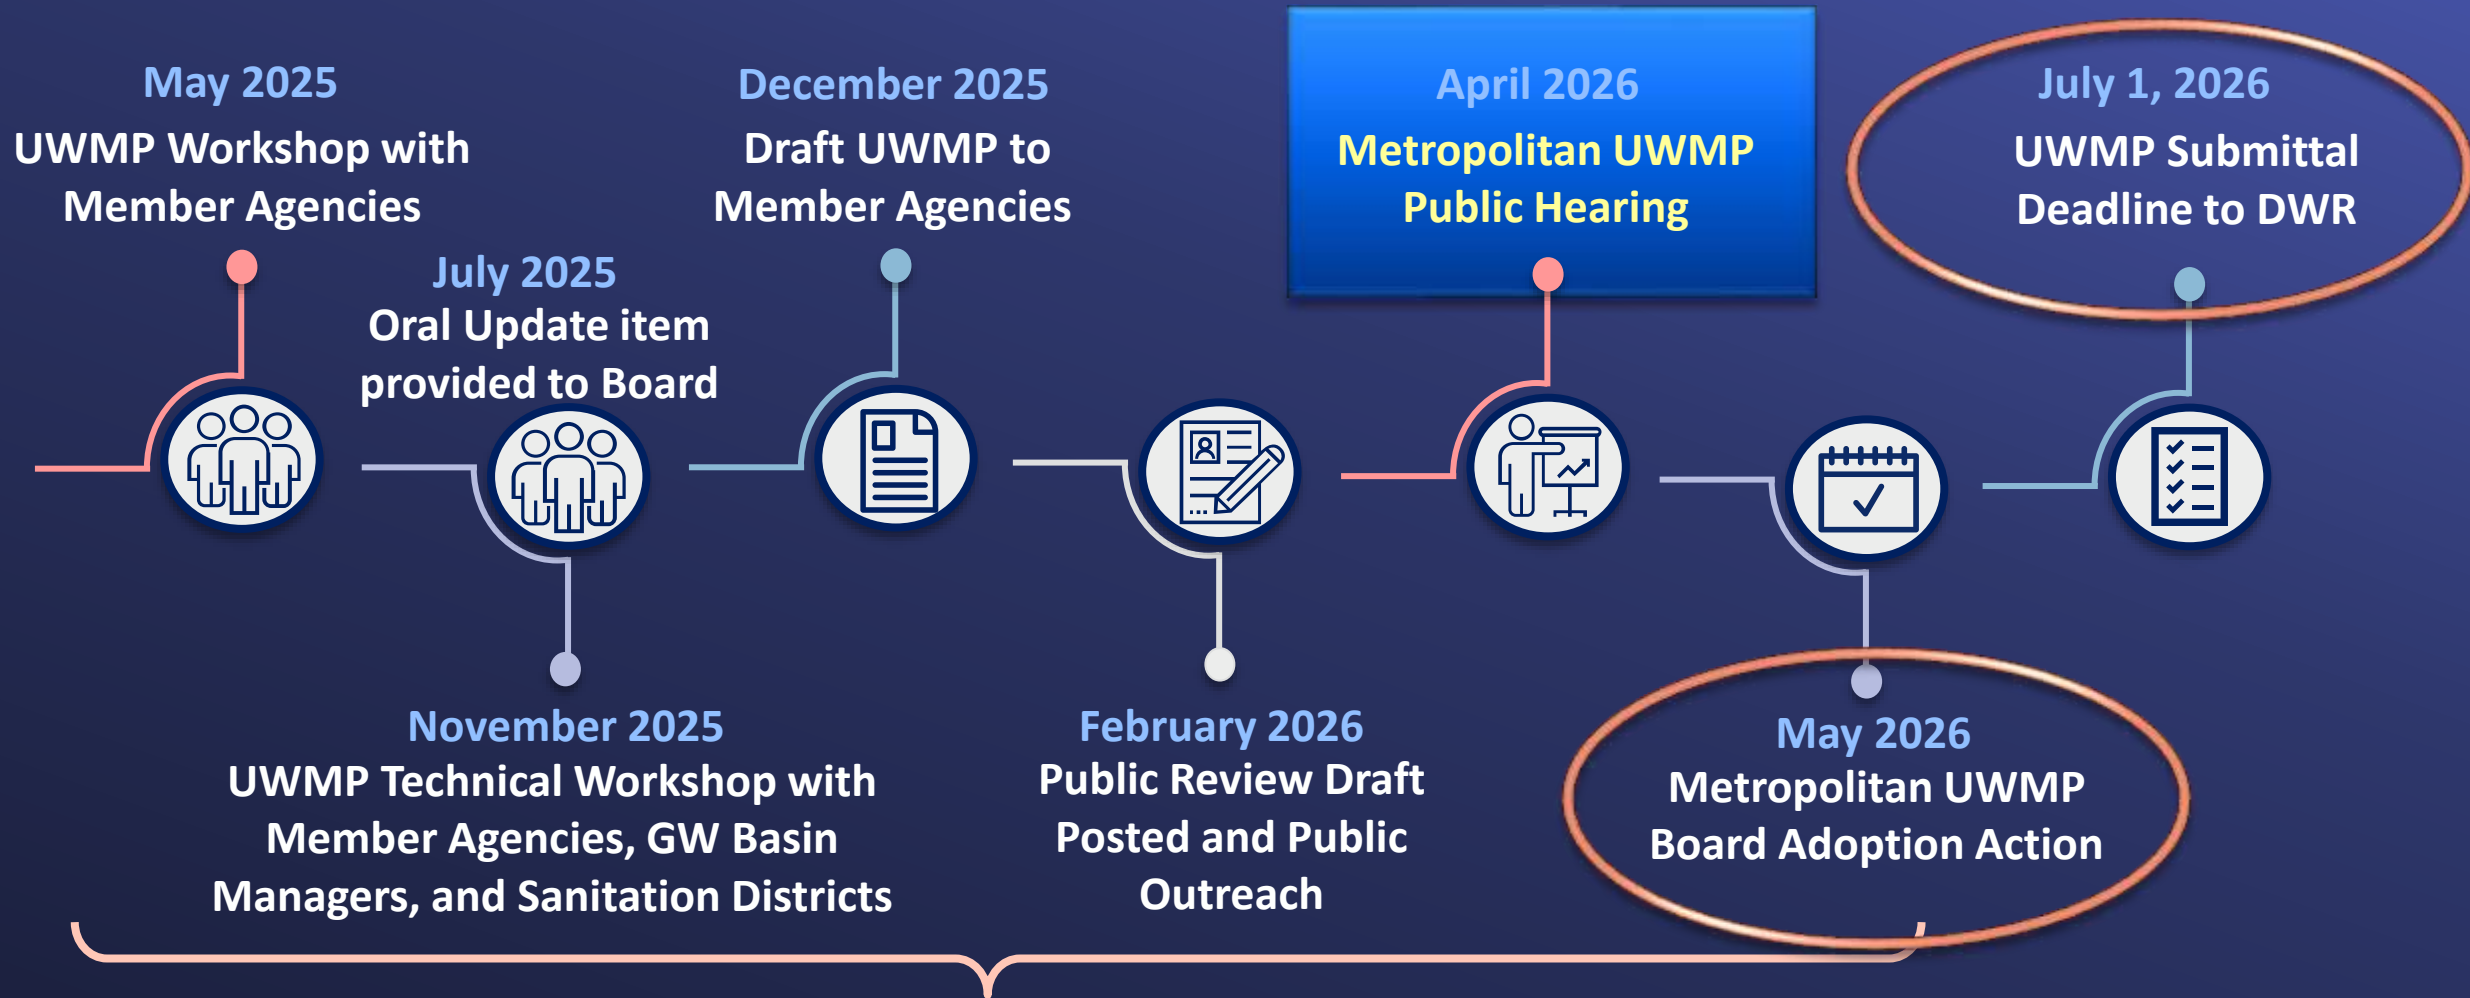 May 2025
UWMP Workshop with
Member Agencies
July 2025
Oral Update item
provided to Board
November 2025
UWMP Technical Workshop with
Member Agencies, GW Basin
Managers, and Sanitation Districts
December 2025
Draft UWMP to
Member Agencies
February 2026
Public Review Draft
Posted and Public
Outreach
April 2026
Metropolitan UWMP
Public Hearing
May 2026
Metropolitan UWMP
Board Adoption Action
July 1, 2026
UWMP Submittal
Deadline to DWR